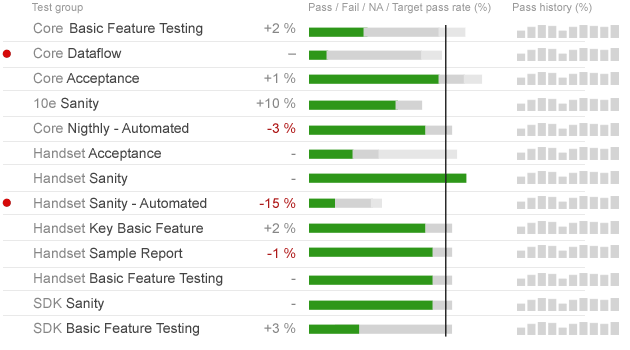 Test group Pass / Fail / NA / Target pass rate (%) Pass history (%)
Core Basic Feature Testing +2 %
Core Dataflow –
Core Acceptance +1 %
10e Sanity +10 %
Core Nigthly - Automated -3 %
Handset Acceptance -
Handset Sanity -
Handset Sanity - Automated -15 %
Handset Key Basic Feature +2 %
Handset Sample Report -1 %
Handset Basic Feature Testing -
SDK Sanity -
SDK Basic Feature Testing +3 %